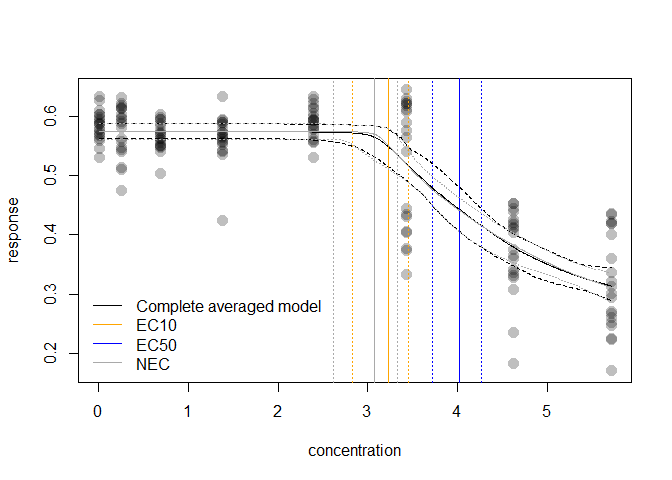 0.6
0.5
0.4
0.3
0.2
response
Complete averaged model
EC10
EC50
NEC
0 1 2 3 4 5
concentration